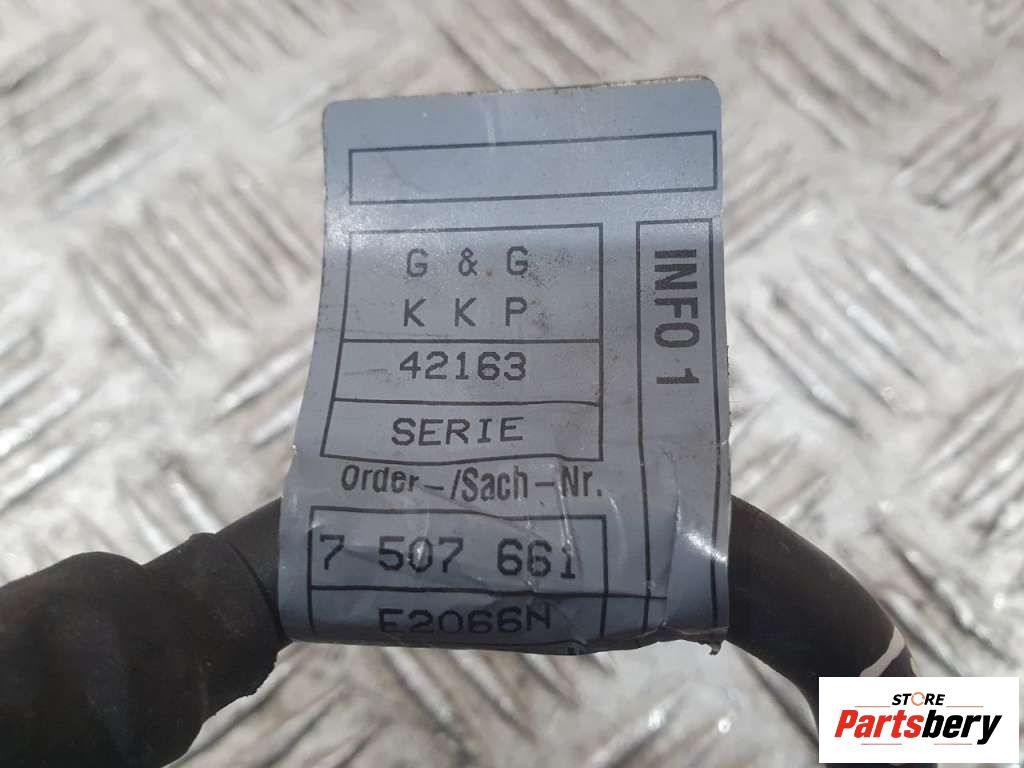 G & G
K K P
42163
SERIE
INFO 1
Order-/Sach-Nr.
7 507 661
E2066N
STORE
Partsbery